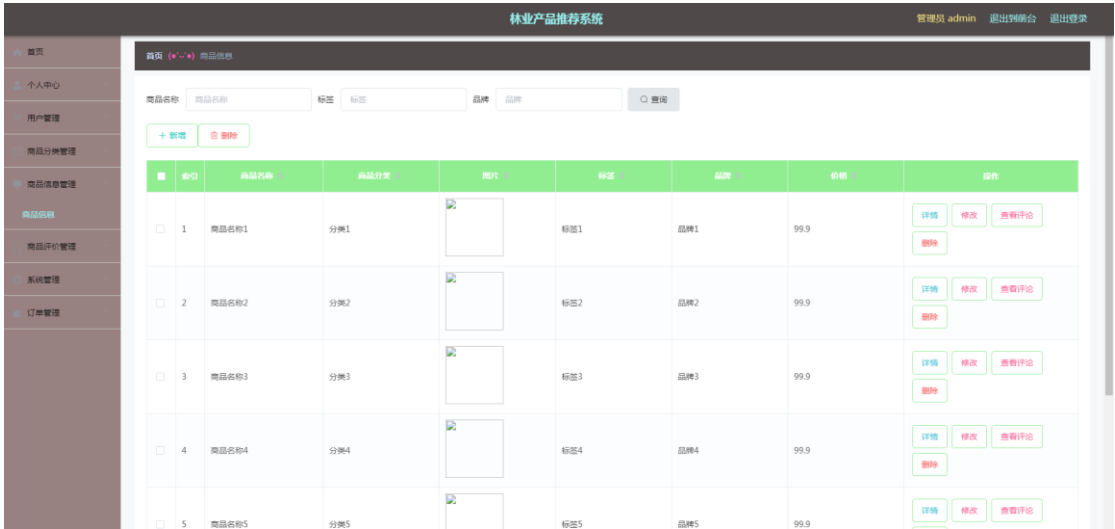 林业产品推荐系统
管理员 admin 退出到前台 退出登录
首页
个人中心
用户管理
商品分类管理
商品信息管理
商品信息
商品评价管理
系统管理
订单管理
首页 (●'◡'●) 商品信息
商品名称 商品名称 标签 标签 品牌 品牌 查询
+ 新增 删除
索引 商品名称 商品分类 图片 标签 品牌 价格 操作
1 商品名称1 分类1 标签1 品牌1 99.9 详情 修改 查看评论
删除
2 商品名称2 分类2 标签2 品牌2 99.9 详情 修改 查看评论
删除
3 商品名称3 分类3 标签3 品牌3 99.9 详情 修改 查看评论
删除
4 商品名称4 分类4 标签4 品牌4 99.9 详情 修改 查看评论
删除
5 商品名称5 分类5 标签5 品牌5 99.9 详情 修改 查看评论